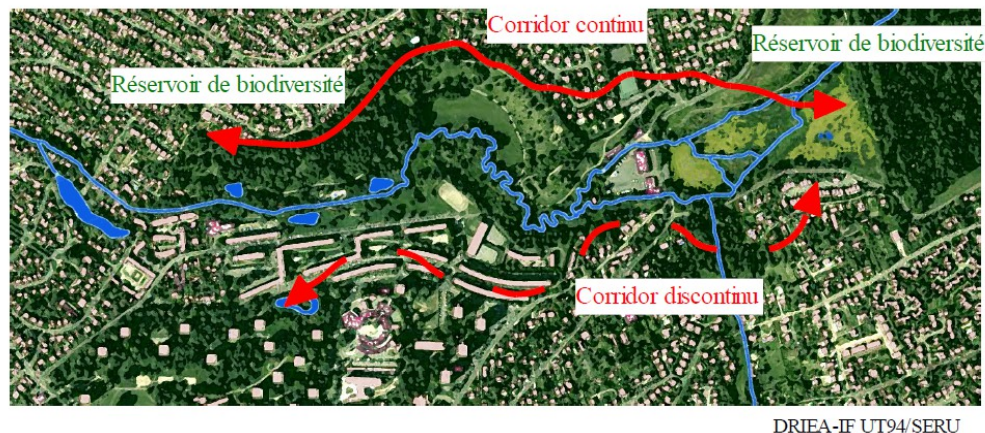 Corridor continu
Réservoir de biodiversité
Réservoir de biodiversité
Corridor discontinu
DRIEA-IF UT94/SERU